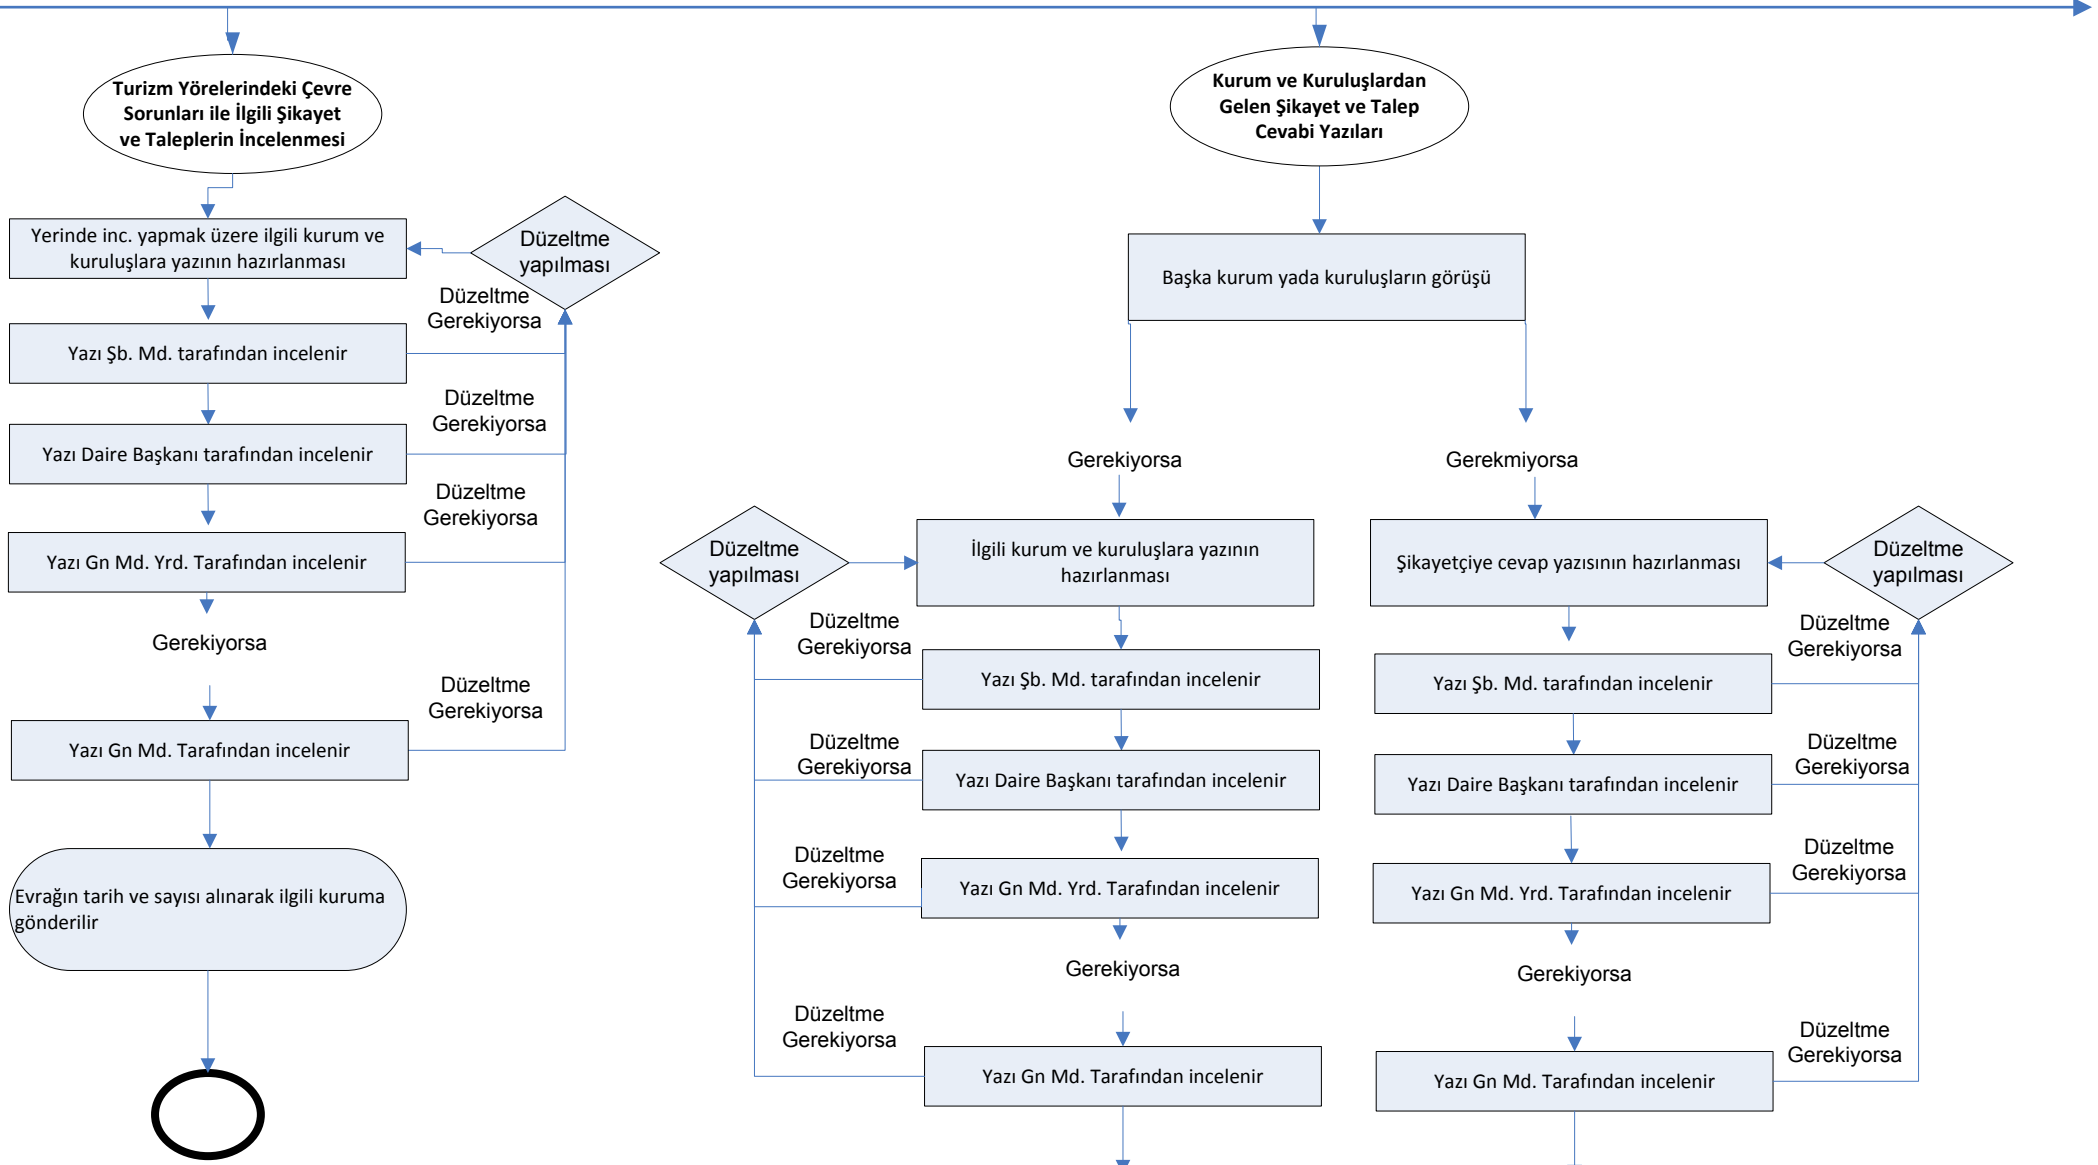 Turizm Yörelerindeki Çevre
Sorunları ile İlgili Şikayet
ve Taleplerin İncelenmesi
Yerinde inc. yapmak üzere ilgili kurum ve
kuruluşlara yazının hazırlanması
Düzeltme
yapılması
Düzeltme
Gerekiyorsa
Yazı Şb. Md. tarafından incelenir
Düzeltme
Gerekiyorsa
Yazı Daire Başkanı tarafından incelenir
Düzeltme
Gerekiyorsa
Yazı Gn Md. Yrd. Tarafından incelenir
Gerekiyorsa
Düzeltme
Gerekiyorsa
Yazı Gn Md. Tarafından incelenir
Evrağın tarih ve sayısı alınarak ilgili kuruma
gönderilir
Kurum ve Kuruluşlardan
Gelen Şikayet ve Talep
Cevabi Yazıları
Başka kurum yada kuruluşların görüşü
Gerekiyorsa
Düzeltme
yapılması
İlgili kurum ve kuruluşlara yazının
hazırlanması
Düzeltme
Gerekiyorsa
Yazı Şb. Md. tarafından incelenir
Düzeltme
Gerekiyorsa
Yazı Daire Başkanı tarafından incelenir
Düzeltme
Gerekiyorsa
Yazı Gn Md. Yrd. Tarafından incelenir
Gerekiyorsa
Düzeltme
Gerekiyorsa
Yazı Gn Md. Tarafından incelenir
Gerekmiyorsa
Şikayetçiye cevap yazısının hazırlanması
Düzeltme
yapılması
Düzeltme
Gerekiyorsa
Yazı Şb. Md. tarafından incelenir
Düzeltme
Gerekiyorsa
Yazı Daire Başkanı tarafından incelenir
Düzeltme
Gerekiyorsa
Yazı Gn Md. Yrd. Tarafından incelenir
Gerekiyorsa
Düzeltme
Gerekiyorsa
Yazı Gn Md. Tarafından incelenir